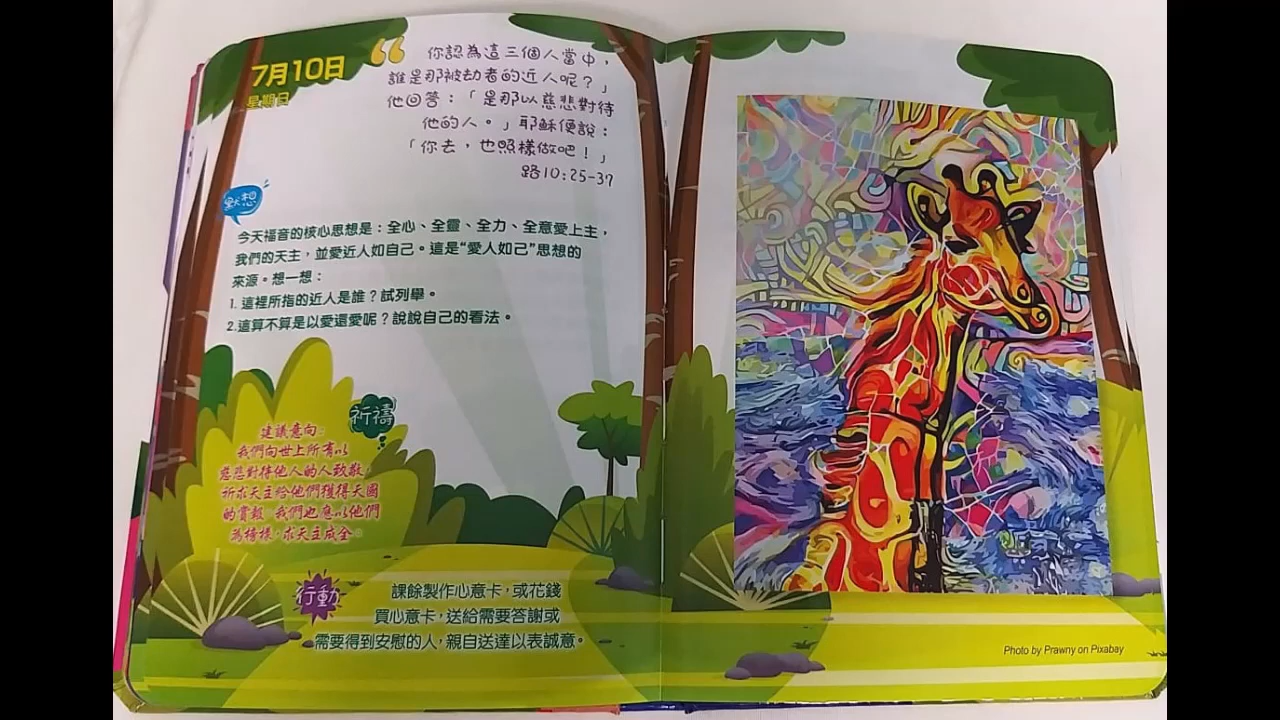 7月10日
星期日
“你認為這三個人當中，
誰是那被劫者的近人呢？」
他回答：「是那以慈悲對待
他的人。」耶穌便說：
「你去，也照樣做吧！」
路10:25-37
默想
今天福音的核心思想是：全心、全靈、全力、全意愛上主，
我們的天主，並愛近人如自己。這是“愛人如己”思想的
來源。想一想：
1. 這裡所指的近人是誰？試列舉。
2. 這算不算是以愛還愛呢？說說自己的看法。
祈禱
建議意向：
我們向世上所有以
慈悲對待他人的人致敬，
祈求天主給他們獲得天國
的賞報，我們也應以他們
為榜樣，求天主成全。
行動
課餘製作心意卡，或花錢
買心意卡，送給需要答謝或
需要得到安慰的人，親自送達以表誠意。
Photo by Prawny on Pixabay